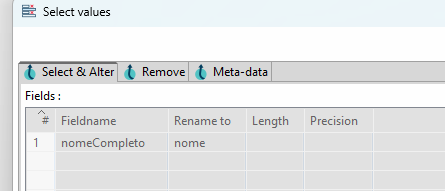 Select values
Select & Alter Remove Meta-data
Fields :
# Fieldname Rename to Length Precision
1 nomeCompleto nome